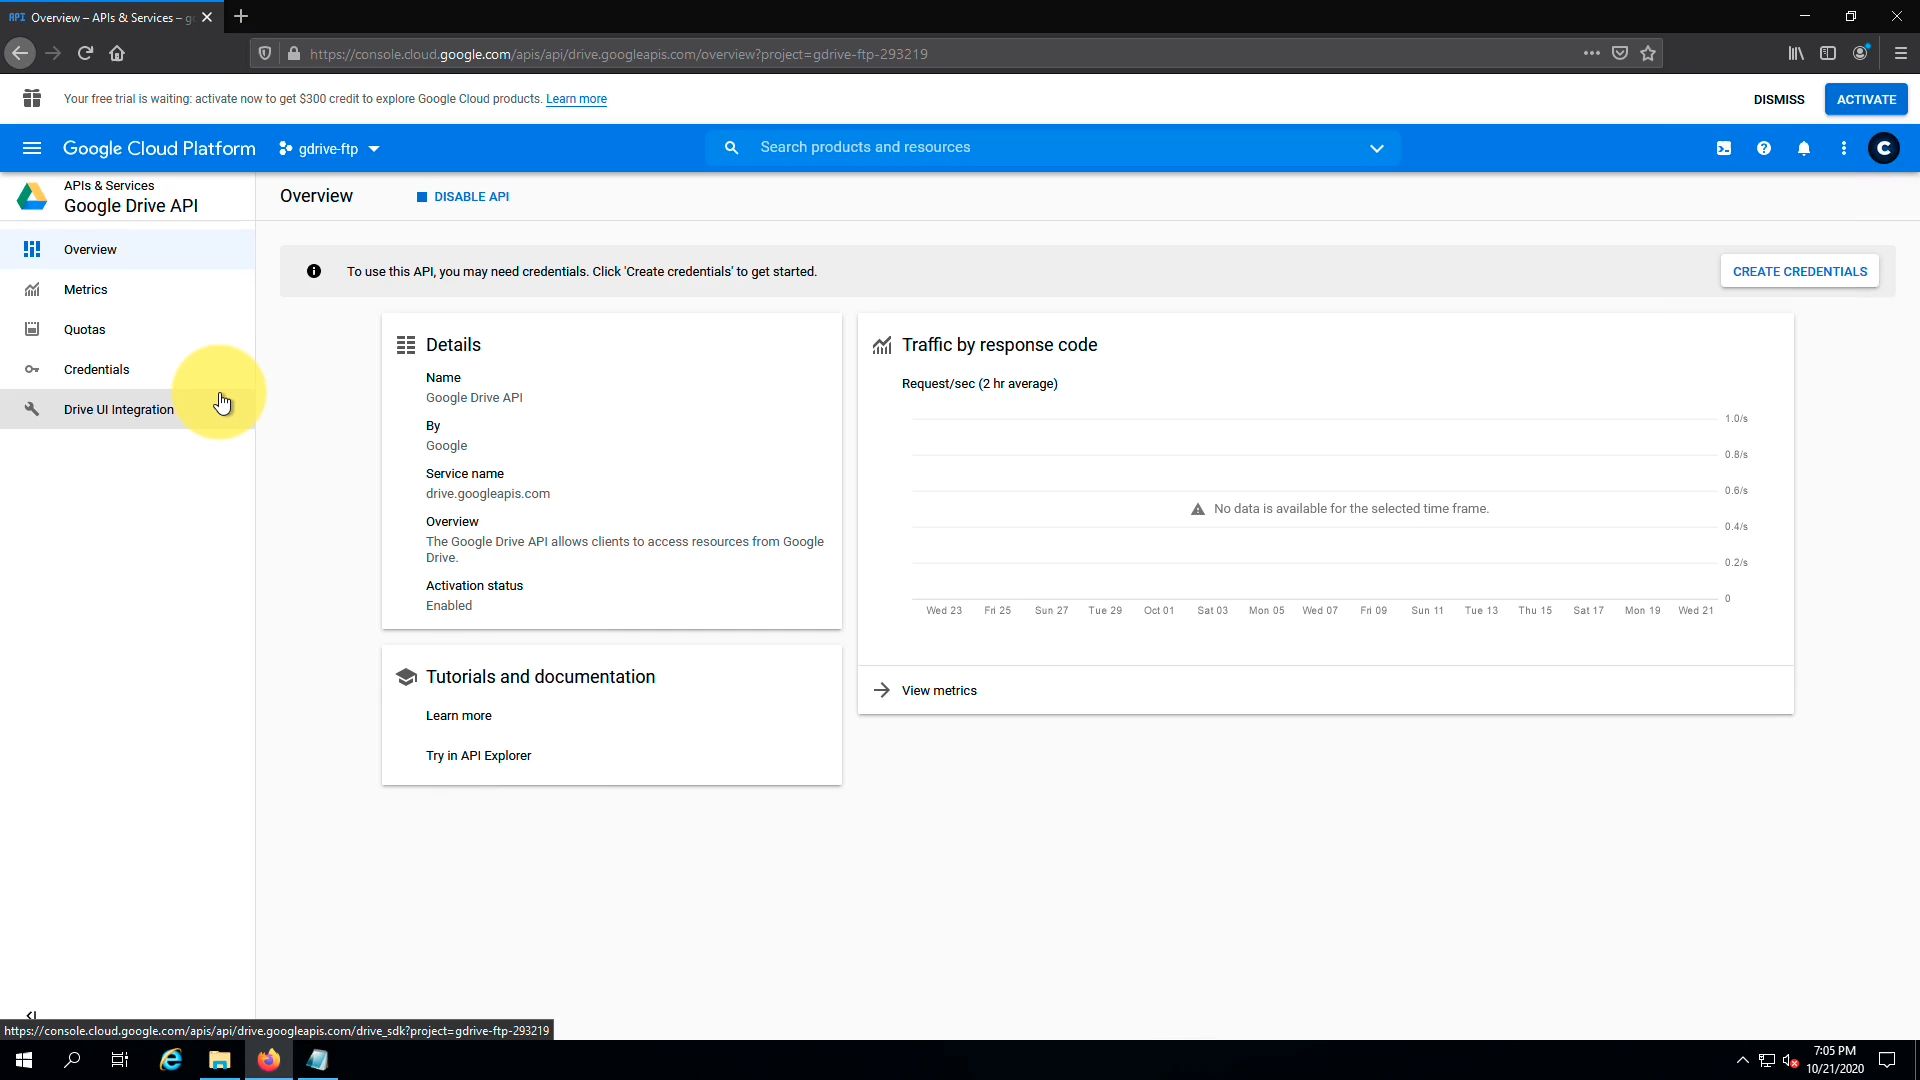 API Overview – APIs & Services – g
https://console.cloud.google.com/apis/api/drive.googleapis.com/overview?project=gdrive-ftp-293219
Your free trial is waiting: activate now to get $300 credit to explore Google Cloud products. Learn more
DISMISS
ACTIVATE
Google Cloud Platform
gdrive-ftp
Search products and resources
C
APIs & Services
Google Drive API
Overview
DISABLE API
Overview
Metrics
Quotas
Credentials
Drive UI Integration
To use this API, you may need credentials. Click 'Create credentials' to get started.
CREATE CREDENTIALS
Details
Name
Google Drive API
By
Google
Service name
drive.googleapis.com
Overview
The Google Drive API allows clients to access resources from Google
Drive.
Activation status
Enabled
Tutorials and documentation
Learn more
Try in API Explorer
Traffic by response code
Request/sec (2 hr average)
1.0/s
0.8/s
0.6/s
No data is available for the selected time frame.
0.4/s
0.2/s
0
Wed 23 Fri 25 Sun 27 Tue 29 Oct 01 Sat 03 Mon 05 Wed 07 Fri 09 Sun 11 Tue 13 Thu 15 Sat 17 Mon 19 Wed 21
View metrics
https://console.cloud.google.com/apis/api/drive.googleapis.com/drive_sdk?project=gdrive-ftp-293219
7:05 PM
10/21/2020